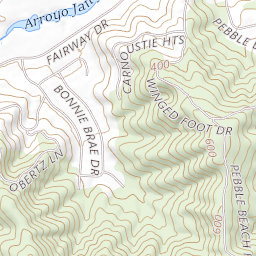 Arroyo Jav
FAIRWAY DR
PEBBLE
CARNOUSTIE HTS
400
WINGED FOOT DR
BONNIE BRAE DR
600
OBERTZ LN
PEBBLE BEACH
600